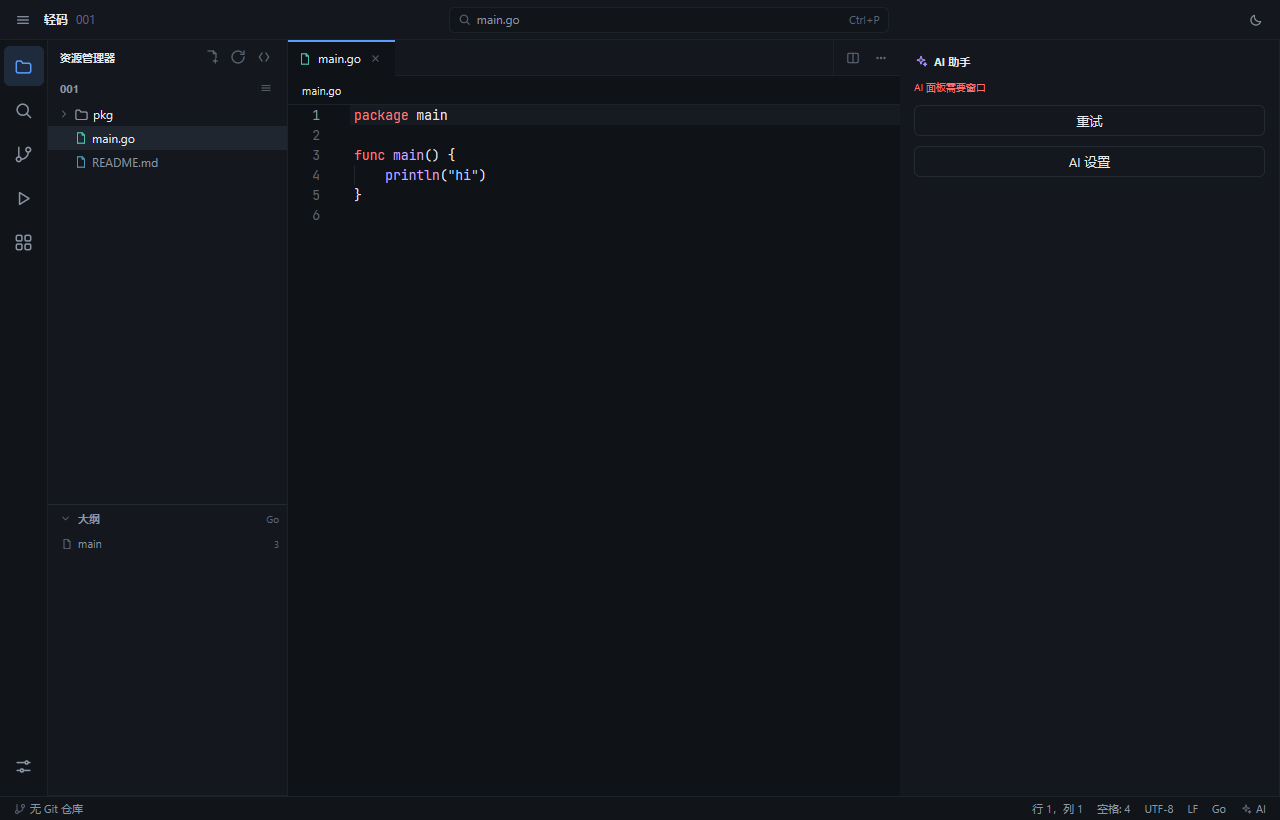 轻码 001
main.go Ctrl+P
资源管理器
001
pkg
main.go
README.md
大纲 Go
main 3
main.go
main.go
1 package main
2
3 func main() {
4 println("hi")
5 }
6
AI 助手
AI 面板需要窗口
重试
AI 设置
无 Git 仓库
行 1，列 1 空格: 4 UTF-8 LF Go AI